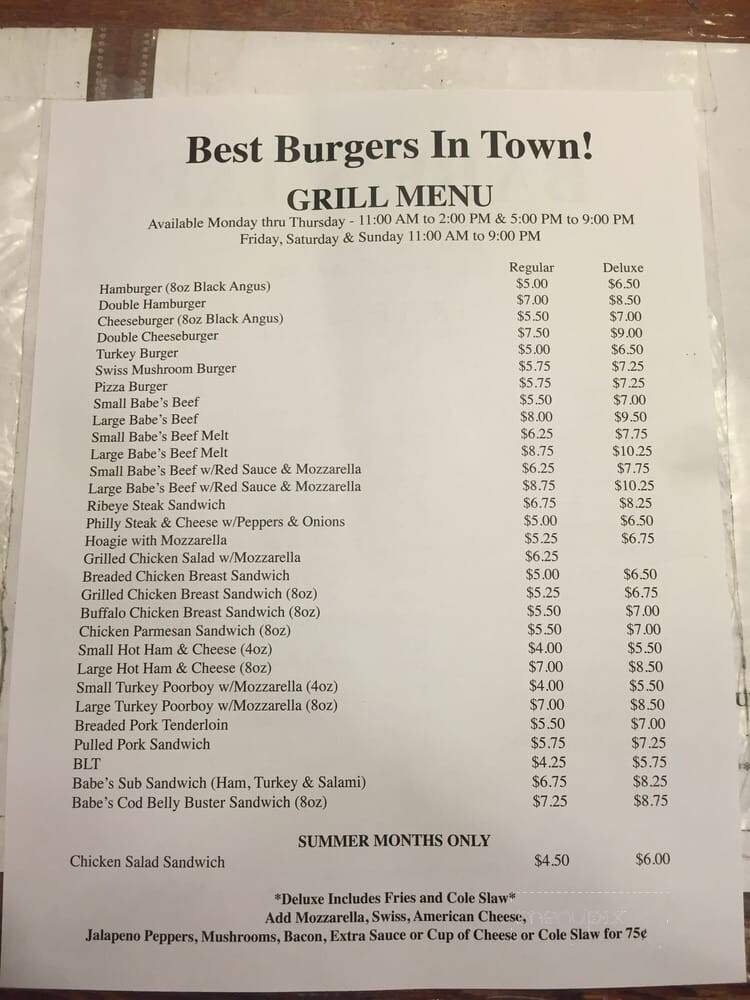 Best Burgers In Town!
GRILL MENU
Available Monday thru Thursday - 11:00 AM to 2:00 PM & 5:00 PM to 9:00 PM
Friday, Saturday & Sunday 11:00 AM to 9:00 PM
Regular Deluxe
Hamburger (8oz Black Angus) $5.00 $6.50
Double Hamburger $7.00 $8.50
Cheeseburger (8oz Black Angus) $5.50 $7.00
Double Cheeseburger $7.50 $9.00
Turkey Burger $5.00 $6.50
Swiss Mushroom Burger $5.75 $7.25
Pizza Burger $5.75 $7.25
Small Babe's Beef $5.50 $7.00
Large Babe's Beef $8.00 $9.50
Small Babe's Beef Melt $6.25 $7.75
Large Babe's Beef Melt $8.75 $10.25
Small Babe's Beef w/Red Sauce & Mozzarella $6.25 $7.75
Large Babe's Beef w/Red Sauce & Mozzarella $8.75 $10.25
Ribeye Steak Sandwich $6.75 $8.25
Philly Steak & Cheese w/Peppers & Onions $5.00 $6.50
Hoagie with Mozzarella $5.25 $6.75
Grilled Chicken Salad w/Mozzarella $6.25
Breaded Chicken Breast Sandwich $5.00 $6.50
Grilled Chicken Breast Sandwich (8oz) $5.25 $6.75
Buffalo Chicken Breast Sandwich (8oz) $5.50 $7.00
Chicken Parmesan Sandwich (8oz) $5.50 $7.00
Small Hot Ham & Cheese (4oz) $4.00 $5.50
Large Hot Ham & Cheese (8oz) $7.00 $8.50
Small Turkey Poorboy w/Mozzarella (4oz) $4.00 $5.50
Large Turkey Poorboy w/Mozzarella (8oz) $7.00 $8.50
Breaded Pork Tenderloin $5.50 $7.00
Pulled Pork Sandwich $5.75 $7.25
BLT $4.25 $5.75
Babe's Sub Sandwich (Ham, Turkey & Salami) $6.75 $8.25
Babe's Cod Belly Buster Sandwich (8oz) $7.25 $8.75
SUMMER MONTHS ONLY
Chicken Salad Sandwich $4.50 $6.00
*Deluxe Includes Fries and Cole Slaw*
Add Mozzarella, Swiss, American Cheese,
Jalapeno Peppers, Mushrooms, Bacon, Extra Sauce or Cup of Cheese or Cole Slaw for 75¢